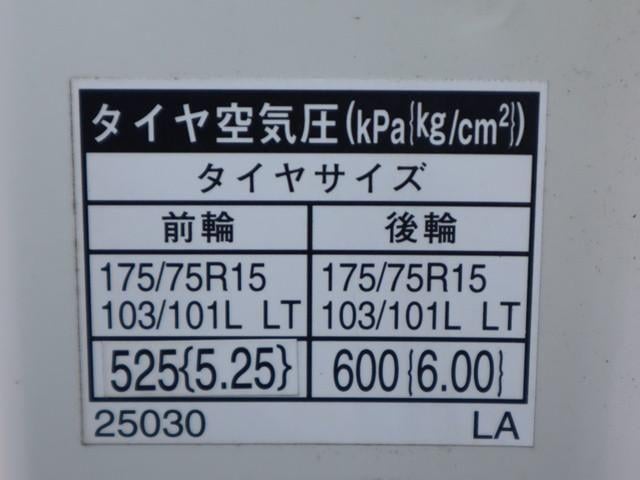 タイヤ空気圧(kPa{kg/cm²})
タイヤサイズ
前輪 後輪
175/75R15 175/75R15
103/101L LT 103/101L LT
525{5.25} 600{6.00}
25030 LA